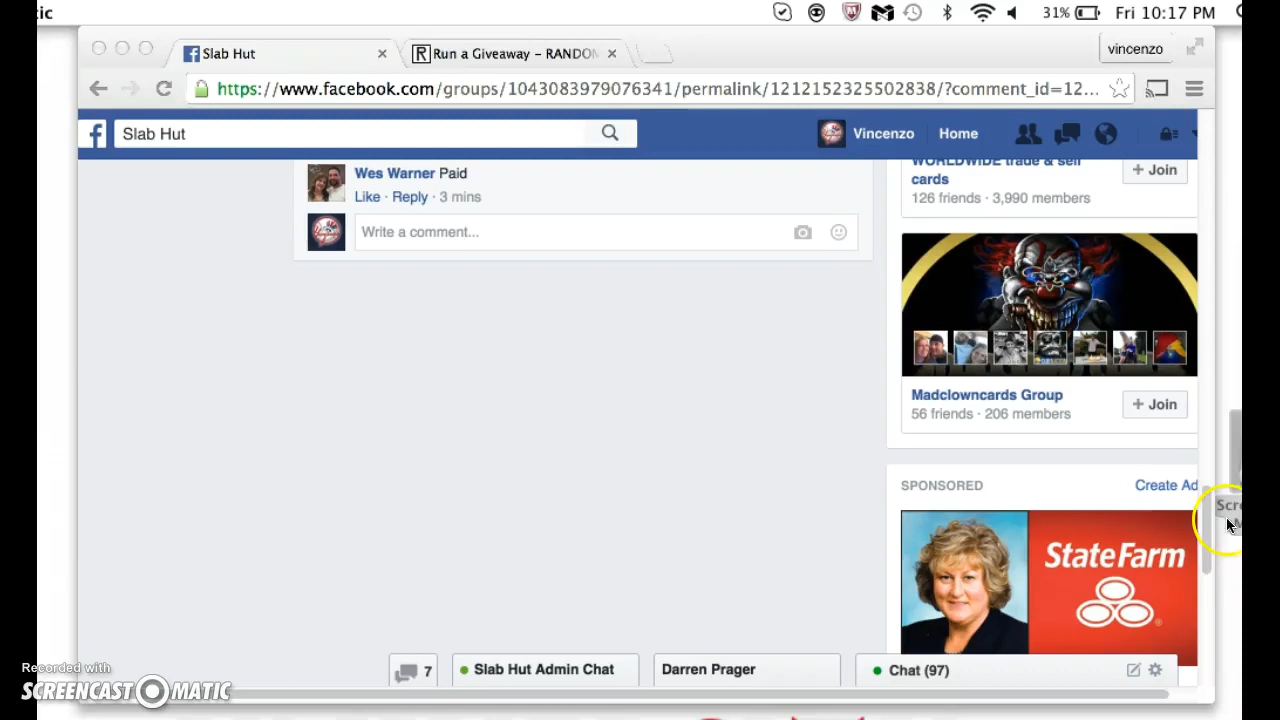 tic
31%
Fri 10:17 PM
Slab Hut
Run a Giveaway – RANDOM
vincenzo
https://www.facebook.com/groups/1043083979076341/permalink/1212152325502838/?comment_id=12...
Slab Hut
Vincenzo
Home
Wes Warner Paid
Like · Reply · 3 mins
Write a comment...
WORLDWIDE trade & sell
cards
126 friends · 3,990 members
+ Join
Madclowncards Group
56 friends · 206 members
+ Join
SPONSORED
Create Ad
Scre
StateFarm
7
Slab Hut Admin Chat
Darren Prager
Chat (97)
Recorded with
SCREENCAST MATIC